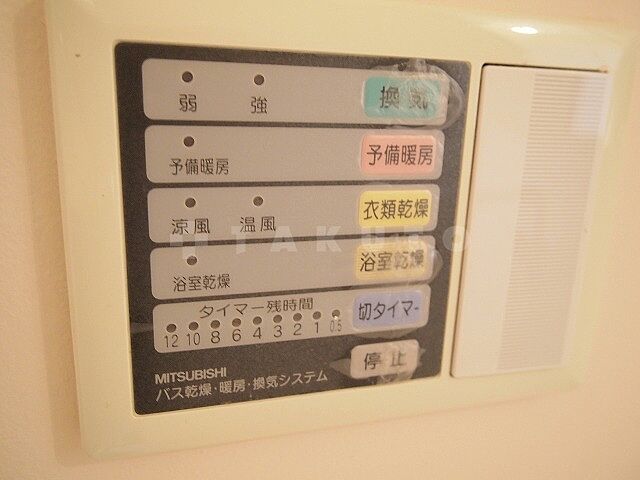 弱 強 換気
予備暖房 予備暖房
涼風 温風 衣類乾燥
TAKURO
浴室乾燥 浴室乾燥
タイマー残時間 切タイマー
12 10 8 6 4 3 2 1 0.5
停止
MITSUBISHI
バス乾燥・暖房・換気システム